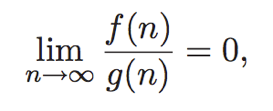 lim_{n→∞} f(n)/g(n) = 0,